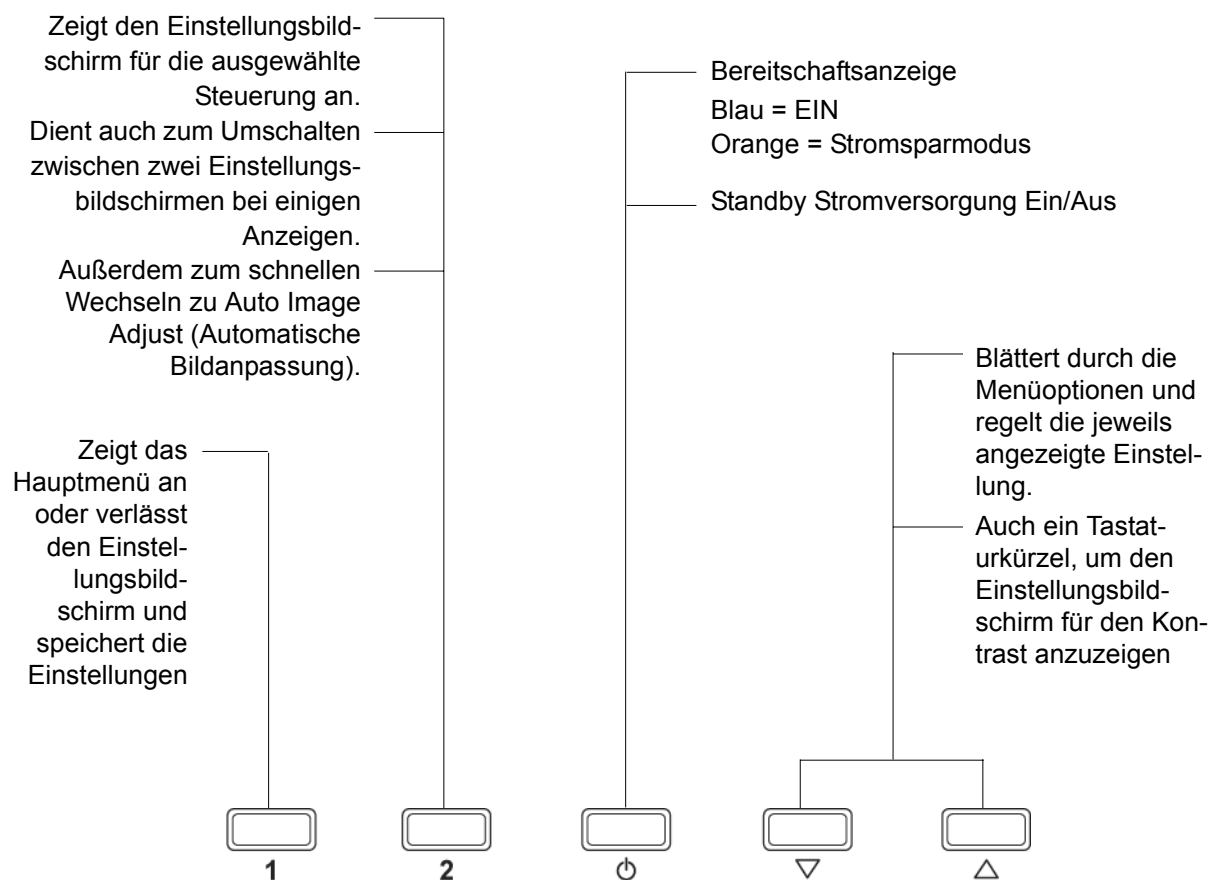 Zeigt den Einstellungsbild-
schirm für die ausgewählte
Steuerung an.
Dient auch zum Umschalten
zwischen zwei Einstellungs-
bildschirmen bei einigen
Anzeigen.
Außerdem zum schnellen
Wechseln zu Auto Image
Adjust (Automatische
Bildanpassung).
Bereitschaftsanzeige
Blau = EIN
Orange = Stromsparmodus
Standby Stromversorgung Ein/Aus
Zeigt das
Hauptmenü an
oder verlässt
den Einstel-
lungsbild-
schirm und
speichert die
Einstellungen
Blättert durch die
Menüoptionen und
regelt die jeweils
angezeigte Einstel-
lung.
Auch ein Tastat-
urkürzel, um den
Einstellungsbild-
schirm für den Kon-
trast anzuzeigen
1
2